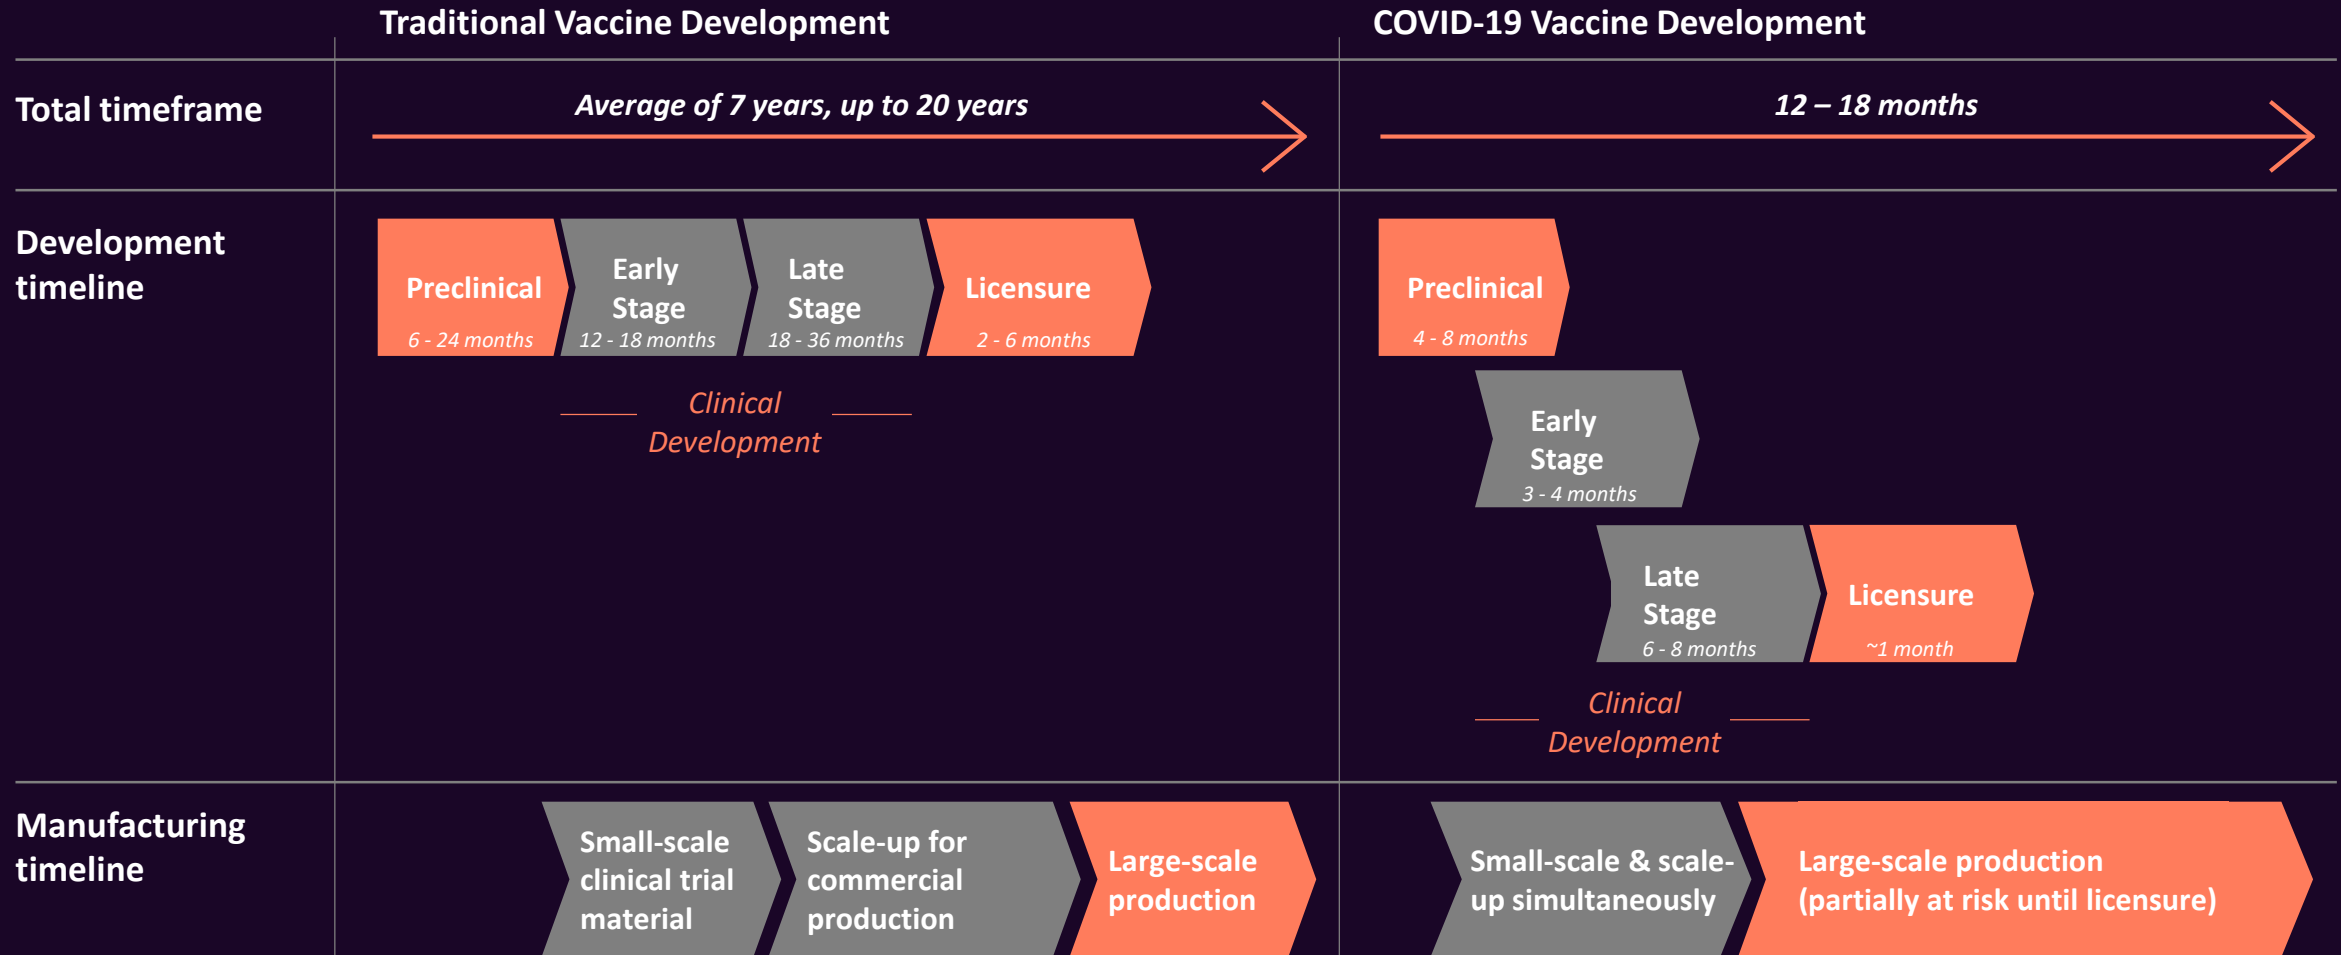 Traditional Vaccine Development
COVID-19 Vaccine Development
Total timeframe
Average of 7 years, up to 20 years
12 – 18 months
Development
timeline
Preclinical
6 - 24 months
Early
Stage
12 - 18 months
Late
Stage
18 - 36 months
Licensure
2 - 6 months
Clinical
Development
Preclinical
4 - 8 months
Early
Stage
3 - 4 months
Late
Stage
6 - 8 months
Licensure
~1 month
Clinical
Development
Manufacturing
timeline
Small-scale
clinical trial
material
Scale-up for
commercial
production
Large-scale
production
Small-scale & scale-
up simultaneously
Large-scale production
(partially at risk until licensure)